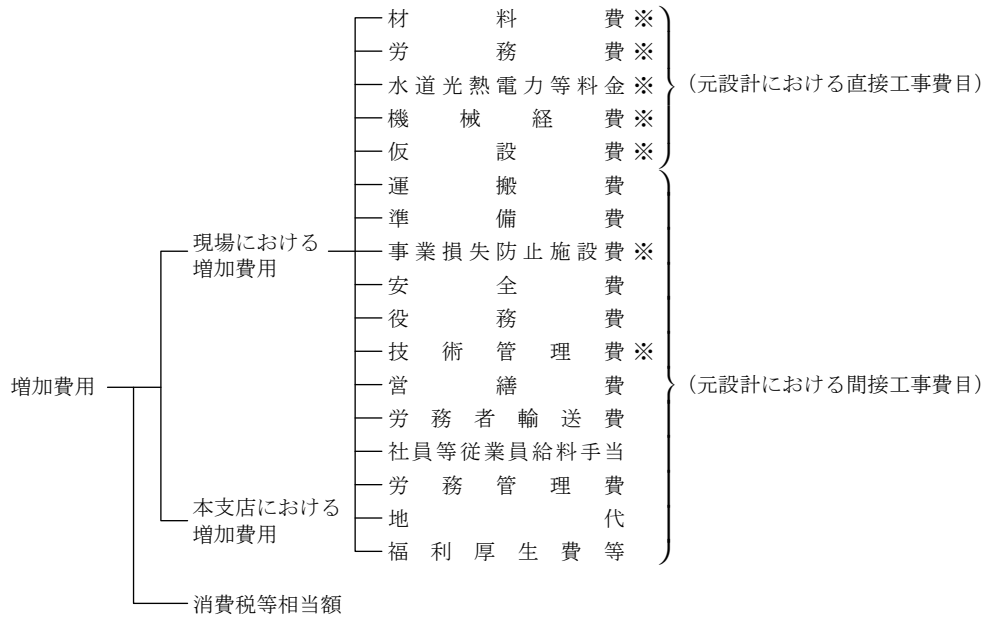 材料費※
労務費※
水道光熱電力等料金※
機械経費※
仮設費※
(元設計における直接工事費目)
運搬費
準備費
事業損失防止施設費※
安全費
役務費
技術管理費※
営繕費
労務者輸送費
社員等従業員給料手当
労務管理費
地代
福利厚生費等
(元設計における間接工事費目)
現場における
増加費用
増加費用
本支店における
増加費用
消費税等相当額